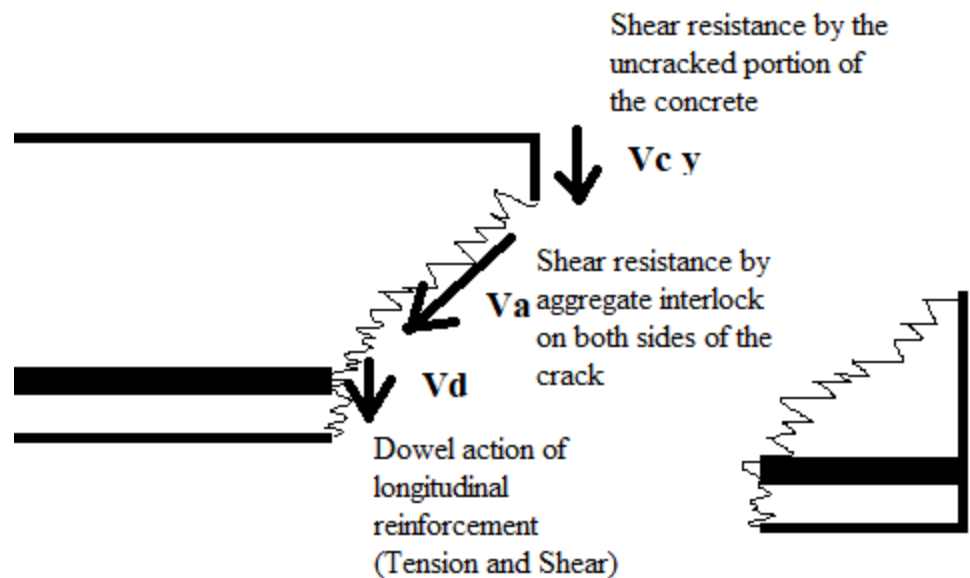 Shear resistance by the
uncracked portion of
the concrete
Vc y
Shear resistance by
aggregate interlock
on both sides of the
crack
Va
Vd
Dowel action of
longitudinal
reinforcement
(Tension and Shear)